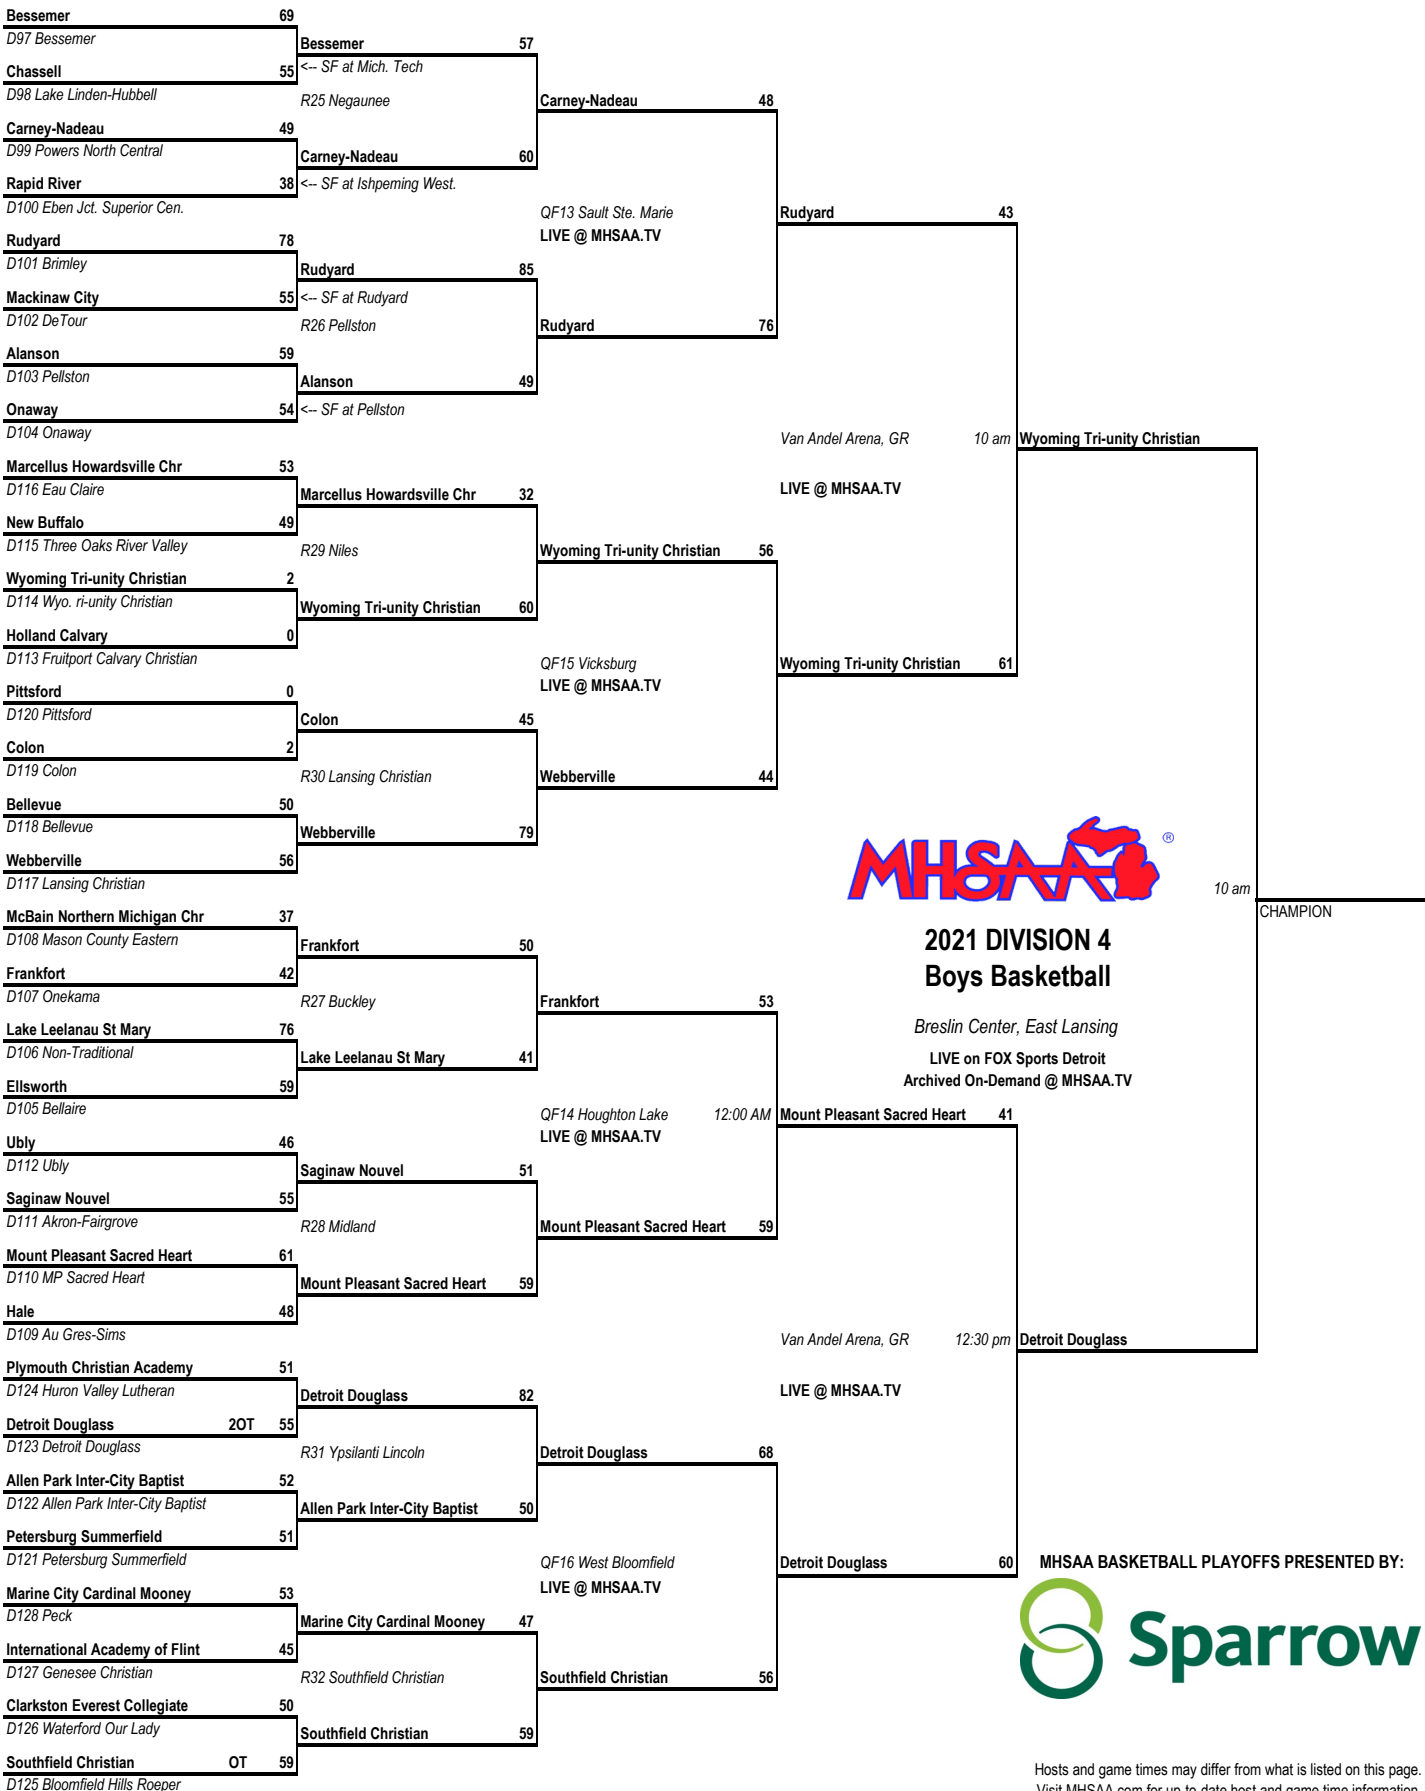 Bessemer 69
D97 Bessemer
Bessemer 57
Chassell 55
<-- SF at Mich. Tech
D98 Lake Linden-Hubbell
R25 Negaunee
Carney-Nadeau 48
Carney-Nadeau 49
D99 Powers North Central
Carney-Nadeau 60
Rapid River 38
<-- SF at Ishpeming West.
D100 Eben Jct. Superior Cen.
QF13 Sault Ste. Marie
Rudyard 43
LIVE @ MHSAA.TV
Rudyard 78
D101 Brimley
Rudyard 85
Mackinaw City 55
<-- SF at Rudyard
D102 DeTour
R26 Pellston
Rudyard 76
Alanson 59
D103 Pellston
Alanson 49
Onaway 54
<-- SF at Pellston
D104 Onaway
Van Andel Arena, GR 10 am
Wyoming Tri-unity Christian
Marcellus Howardsville Chr 53
D116 Eau Claire
Marcellus Howardsville Chr 32
LIVE @ MHSAA.TV
New Buffalo 49
D115 Three Oaks River Valley
R29 Niles
Wyoming Tri-unity Christian 56
Wyoming Tri-unity Christian 2
D114 Wyo. ri-unity Christian
Wyoming Tri-unity Christian 60
Holland Calvary 0
D113 Fruitport Calvary Christian
QF15 Vicksburg
Wyoming Tri-unity Christian 61
LIVE @ MHSAA.TV
Pittsford 0
D120 Pittsford
Colon 45
Colon 2
D119 Colon
R30 Lansing Christian
Webberville 44
Bellevue 50
D118 Bellevue
Webberville 79
Webberville 56
D117 Lansing Christian
MHSAA ®
10 am
CHAMPION
McBain Northern Michigan Chr 37
D108 Mason County Eastern
Frankfort 50
2021 DIVISION 4
Boys Basketball
Frankfort 42
D107 Onekama
R27 Buckley
Frankfort 53
Breslin Center, East Lansing
Lake Leelanau St Mary 76
D106 Non-Traditional
Lake Leelanau St Mary 41
LIVE on FOX Sports Detroit
Archived On-Demand @ MHSAA.TV
Ellsworth 59
D105 Bellaire
QF14 Houghton Lake 12:00 AM
Mount Pleasant Sacred Heart 41
LIVE @ MHSAA.TV
Ubly 46
D112 Ubly
Saginaw Nouvel 51
Saginaw Nouvel 55
D111 Akron-Fairgrove
R28 Midland
Mount Pleasant Sacred Heart 59
Mount Pleasant Sacred Heart 61
D110 MP Sacred Heart
Mount Pleasant Sacred Heart 59
Hale 48
D109 Au Gres-Sims
Van Andel Arena, GR 12:30 pm
Detroit Douglass
Plymouth Christian Academy 51
D124 Huron Valley Lutheran
Detroit Douglass 82
LIVE @ MHSAA.TV
Detroit Douglass 2OT 55
D123 Detroit Douglass
R31 Ypsilanti Lincoln
Detroit Douglass 68
Allen Park Inter-City Baptist 52
D122 Allen Park Inter-City Baptist
Allen Park Inter-City Baptist 50
Petersburg Summerfield 51
D121 Petersburg Summerfield
QF16 West Bloomfield
Detroit Douglass 60
MHSAA BASKETBALL PLAYOFFS PRESENTED BY:
LIVE @ MHSAA.TV
Marine City Cardinal Mooney 53
D128 Peck
Marine City Cardinal Mooney 47
Sparrow
International Academy of Flint 45
D127 Genesee Christian
R32 Southfield Christian
Southfield Christian 56
Clarkston Everest Collegiate 50
D126 Waterford Our Lady
Southfield Christian 59
Southfield Christian OT 59
D125 Bloomfield Hills Roeper
Hosts and game times may differ from what is listed on this page.
Visit MHSAA.com for up-to-date host and game time information.